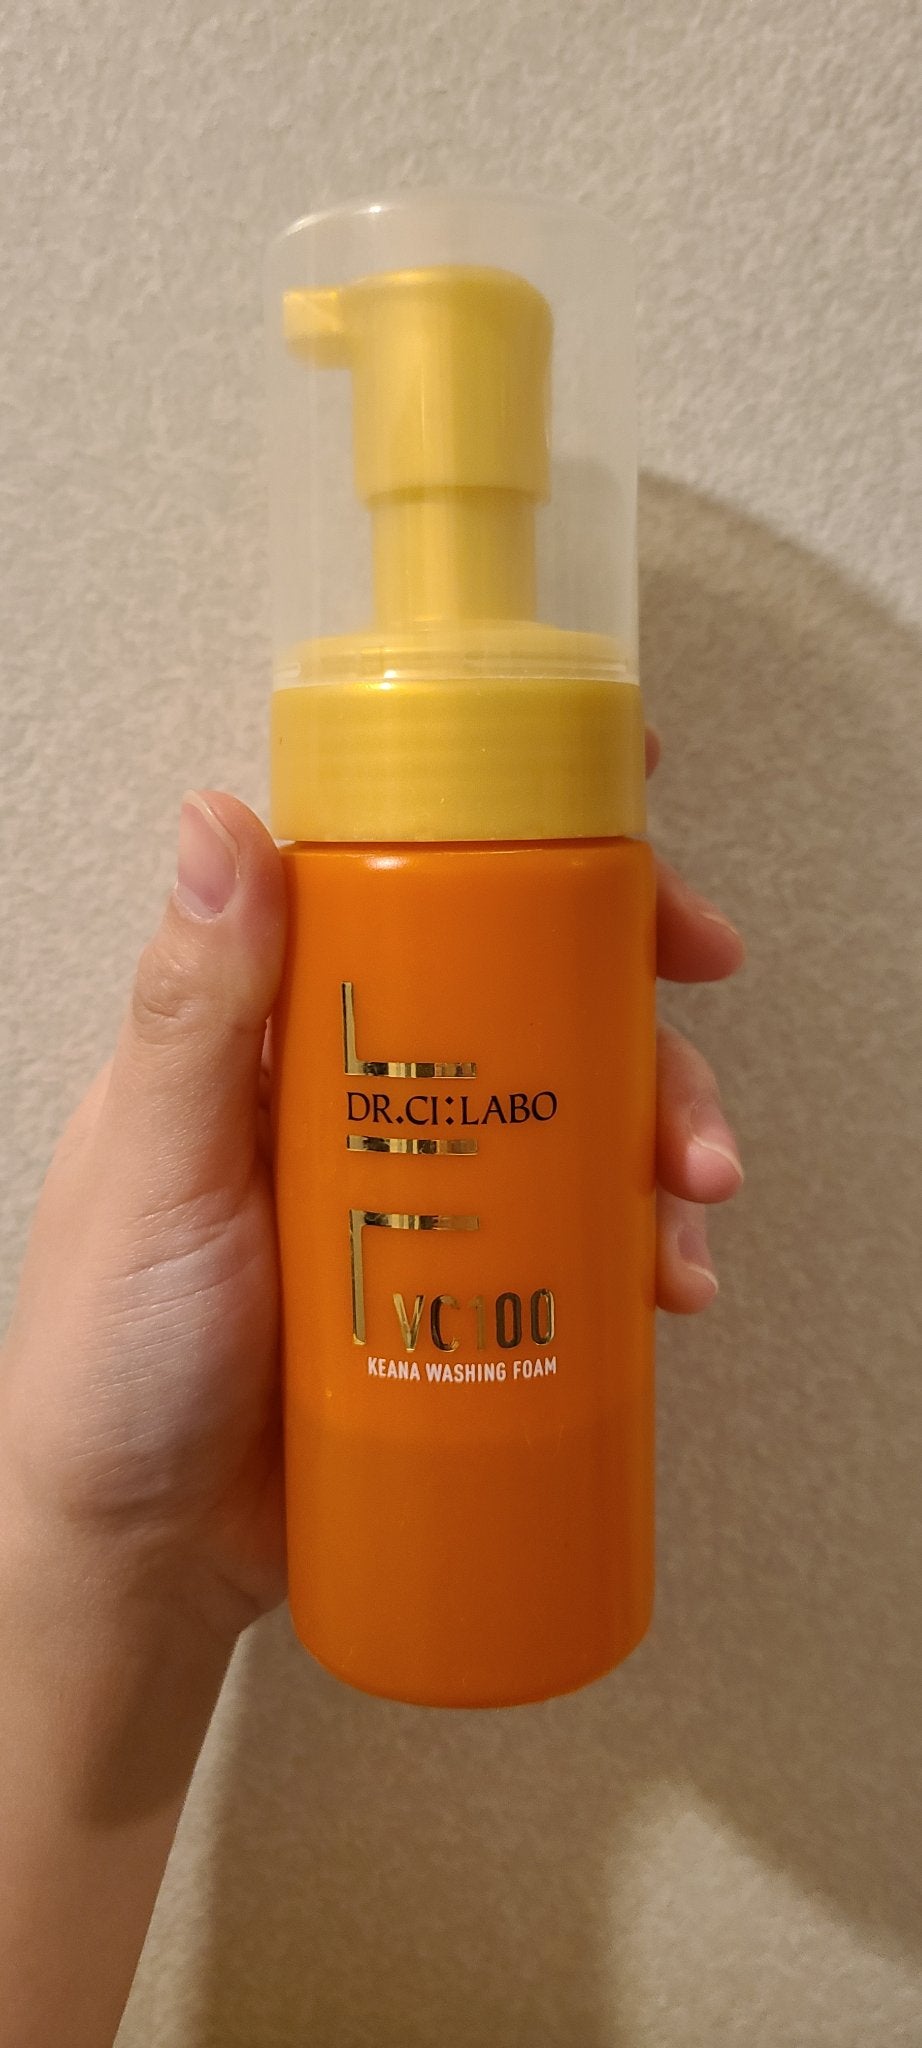 DR.CI:LABO
VC100
KEANA WASHING FOAM